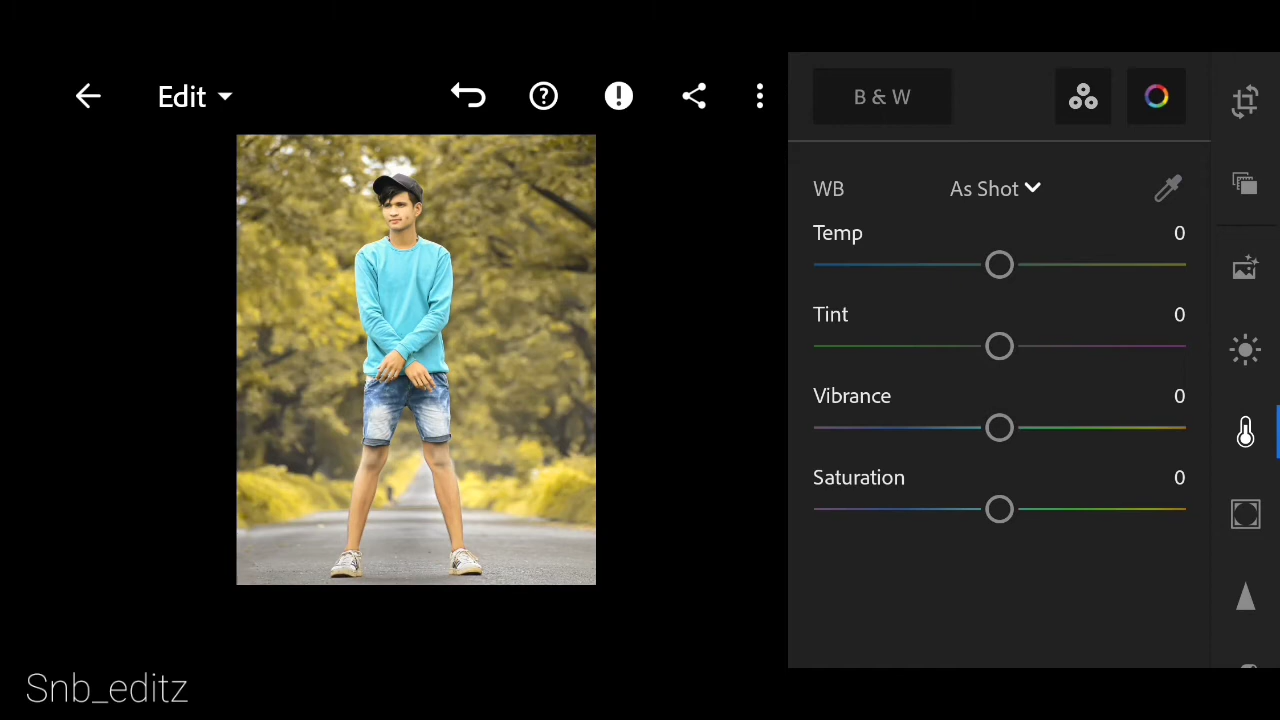 Edit
B & W
WB As Shot
Temp 0
Tint 0
Vibrance 0
Saturation 0
Snb_editz